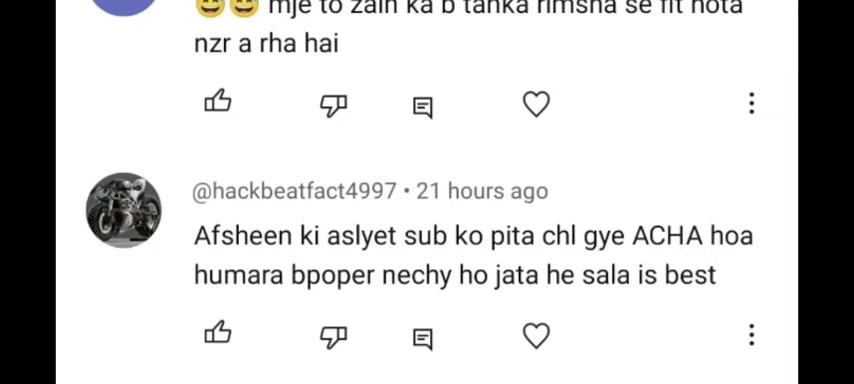 😄😄 mje to zain ka b tanka rimsha se fit hota
nzr a rha hai
@hackbeatfact4997 • 21 hours ago
Afsheen ki aslyet sub ko pita chl gye ACHA hoa
humara bpoper nechy ho jata he sala is best